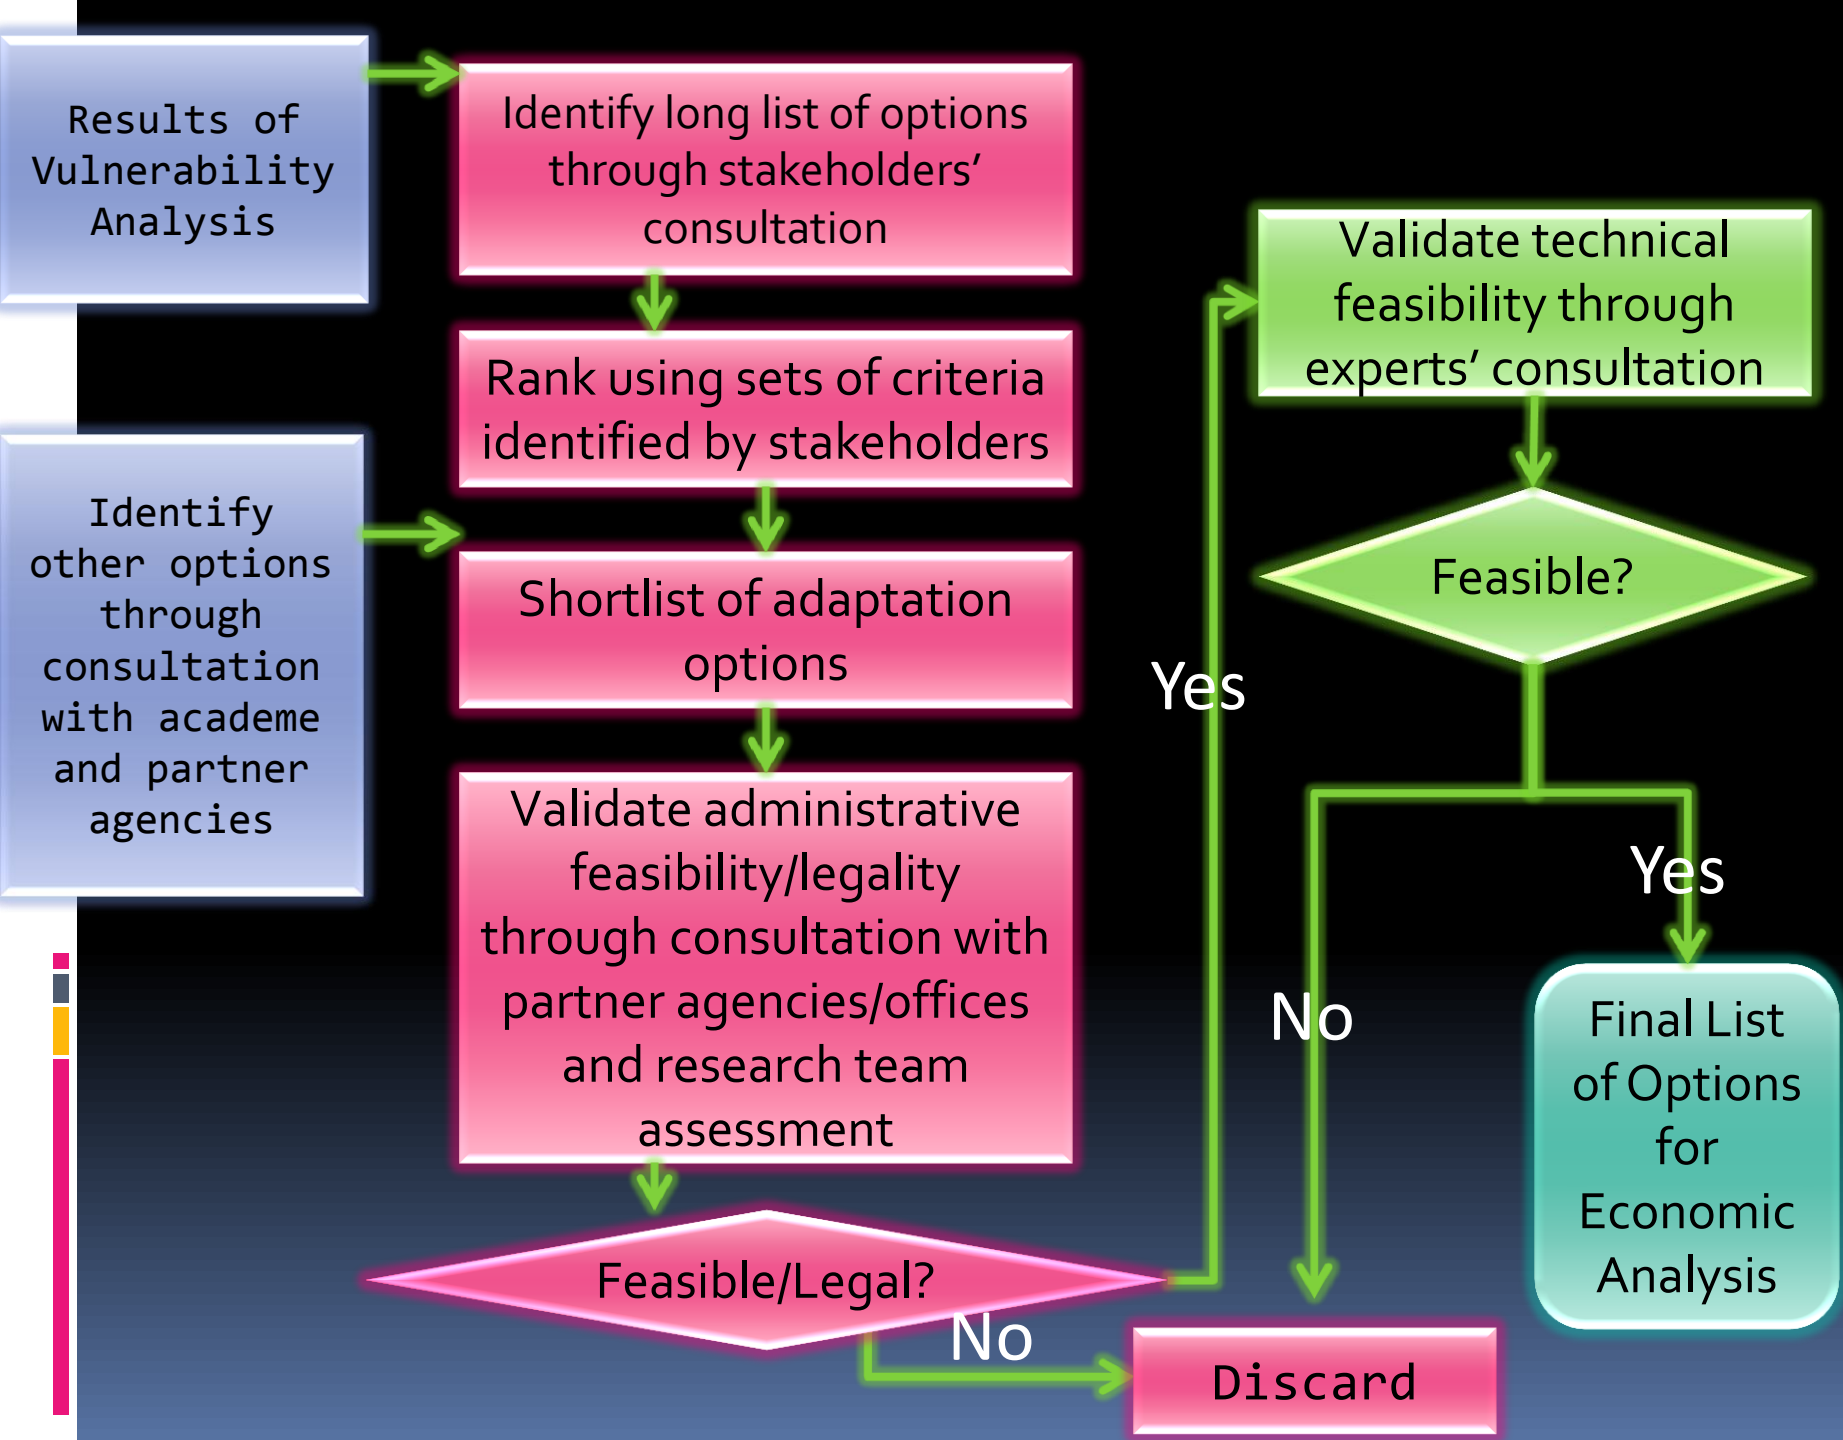 Results of
Vulnerability
Analysis
Identify long list of options
through stakeholders’
consultation
Rank using sets of criteria
identified by stakeholders
Identify
other options
through
consultation
with academe
and partner
agencies
Shortlist of adaptation
options
Validate administrative
feasibility/legality
through consultation with
partner agencies/offices
and research team
assessment
Feasible/Legal?
No
Yes
Validate technical
feasibility through
experts’ consultation
Feasible?
No
Yes
Discard
Final List
of Options
for
Economic
Analysis